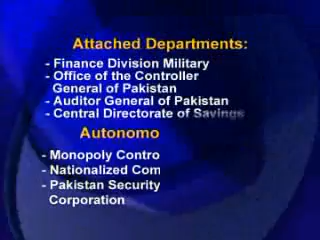 Attached Departments:
- Finance Division Military
- Office of the Controller
General of Pakistan
- Auditor General of Pakistan
- Central Directorate of Savings
Autonomo
- Monopoly Contro
- Nationalized Com
- Pakistan Security
Corporation